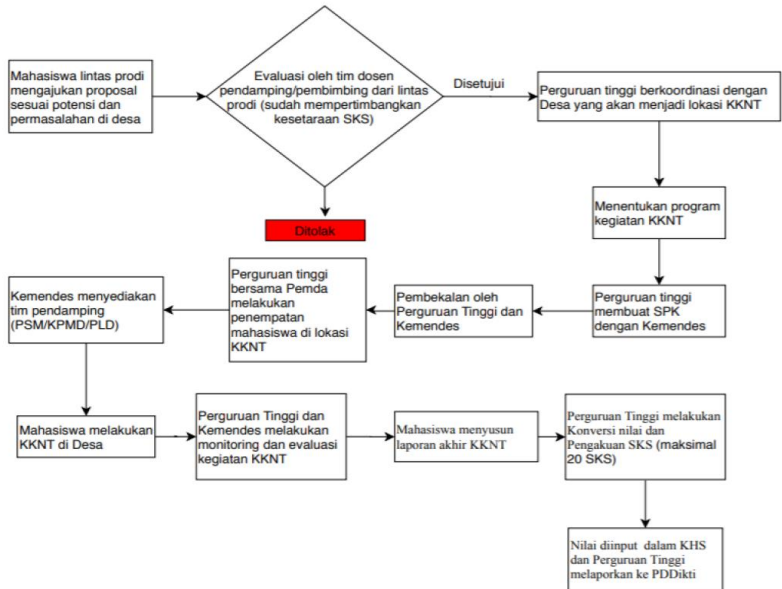 Mahasiswa lintas prodi
mengajukan proposal
sesuai potensi dan
permasalahan di desa
Evaluasi oleh tim dosen
pendamping/pembimbing dari lintas
prodi (sudah mempertimbangkan
kesetaraan SKS)
Disetujui
Perguruan tinggi berkoordinasi dengan
Desa yang akan menjadi lokasi KKNT
Ditolak
Menentukan program
kegiatan KKNT
Perguruan tinggi
membuat SPK
dengan Kemendes
Pembekalan oleh
Perguruan Tinggi dan
Kemendes
Perguruan tinggi
bersama Pemda
melakukan
penempatan
mahasiswa di lokasi
KKNT
Kemendes menyediakan
tim pendamping
(PSM/KPMD/PLD)
Mahasiswa melakukan
KKNT di Desa
Perguruan Tinggi dan
Kemendes melakukan
monitoring dan evaluasi
kegiatan KKNT
Mahasiswa menyusun
laporan akhir KKNT
Perguruan Tinggi melakukan
Konversi nilai dan
Pengakuan SKS (maksimal
20 SKS)
Nilai diinput dalam KHS
dan Perguruan Tinggi
melaporkan ke PDDikti